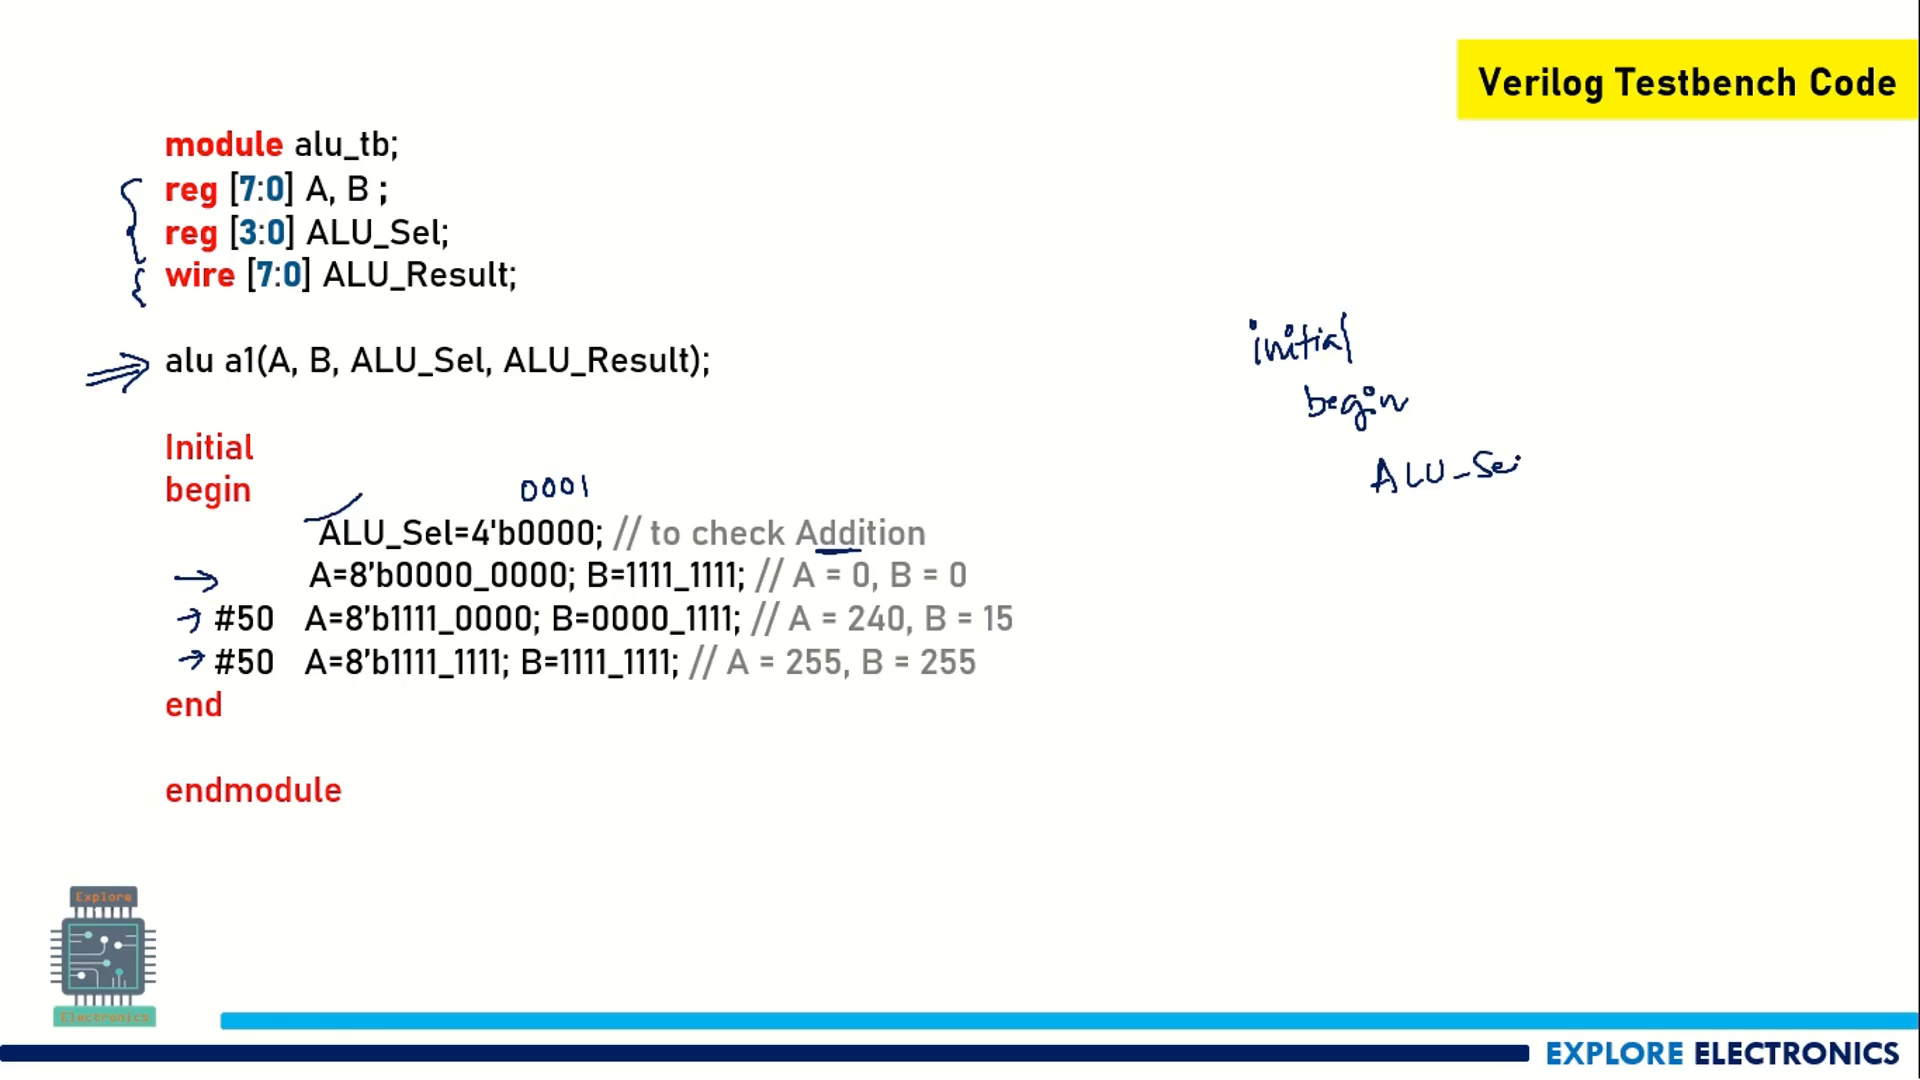 Verilog Testbench Code
module alu_tb;
reg [7:0] A, B ;
reg [3:0] ALU_Sel;
wire [7:0] ALU_Result;
alu a1(A, B, ALU_Sel, ALU_Result);
Initial
begin
0001
ALU_Sel=4'b0000; // to check Addition
A=8’b0000_0000; B=1111_1111; // A = 0, B = 0
#50 A=8’b1111_0000; B=0000_1111; // A = 240, B = 15
#50 A=8’b1111_1111; B=1111_1111; // A = 255, B = 255
end
endmodule
initial
begin
ALU_Se
Explore
Electronics
EXPLORE ELECTRONICS